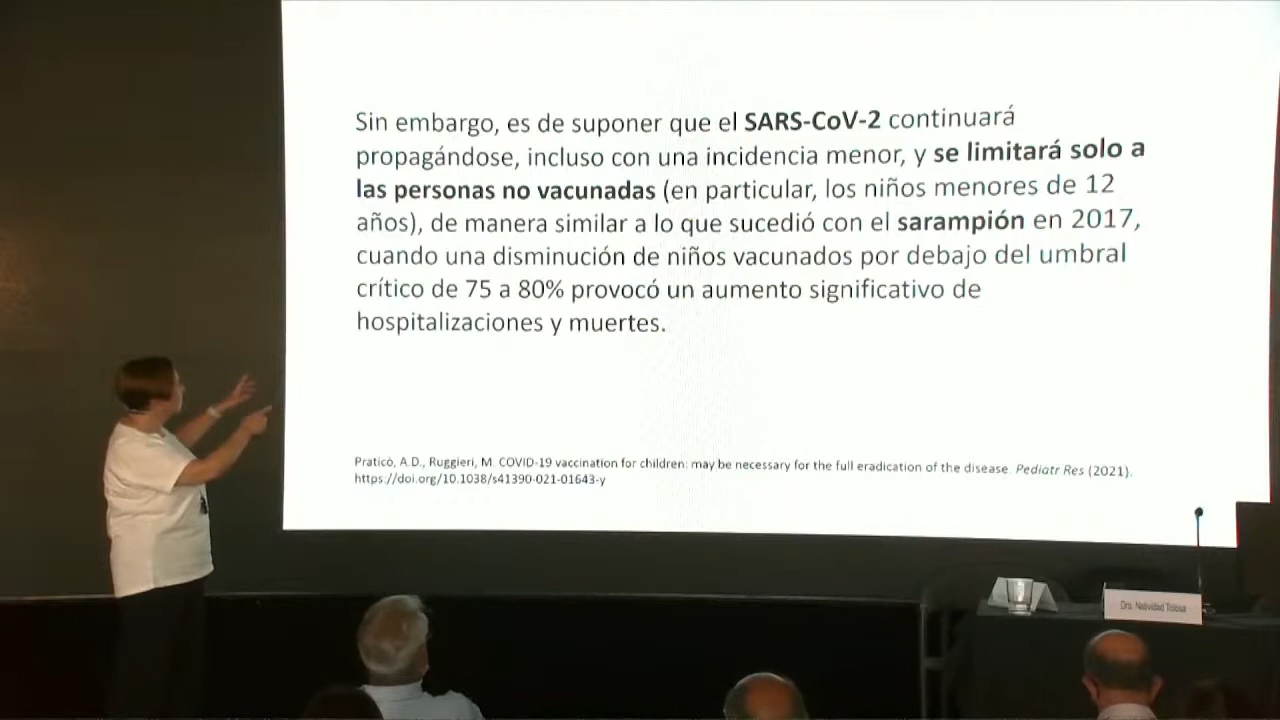 Sin embargo, es de suponer que el SARS-CoV-2 continuará
propagándose, incluso con una incidencia menor, y se limitará solo a
las personas no vacunadas (en particular, los niños menores de 12
años), de manera similar a lo que sucedió con el sarampión en 2017,
cuando una disminución de niños vacunados por debajo del umbral
crítico de 75 a 80% provocó un aumento significativo de
hospitalizaciones y muertes.
Praticò, A.D., Ruggieri, M. COVID-19 vaccination for children: may be necessary for the full eradication of the disease. Pediatr Res (2021).
https://doi.org/10.1038/s41390-021-01643-y
Dra. Natividad Tolosa